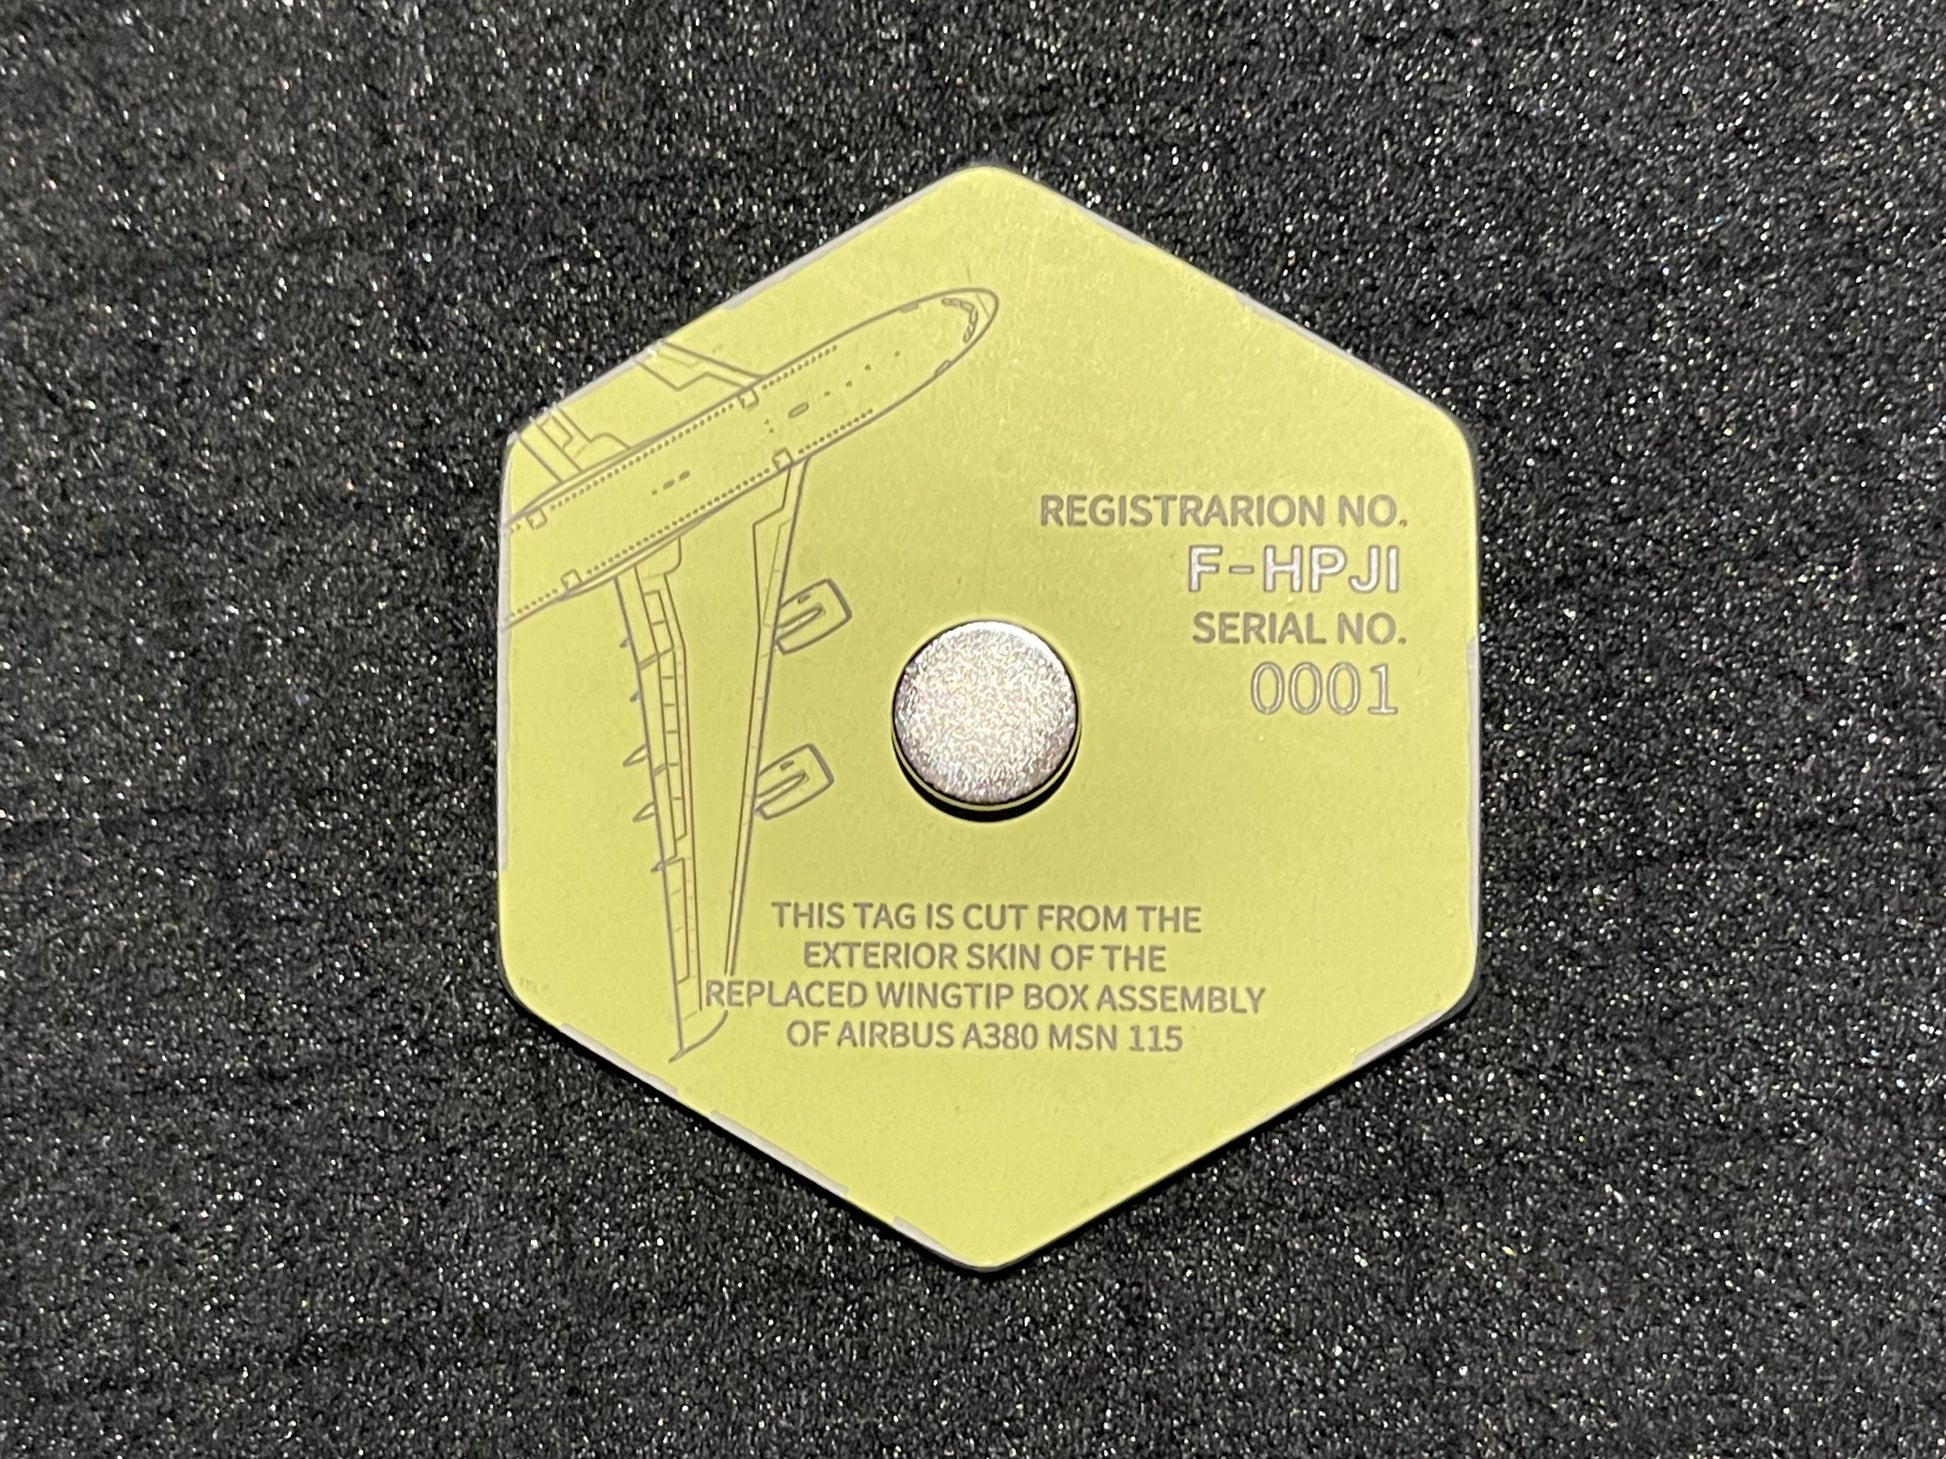 REGISTRARION NO.
F-HPJI
SERIAL NO.
0001
THIS TAG IS CUT FROM THE
EXTERIOR SKIN OF THE
REPLACED WINGTIP BOX ASSEMBLY
OF AIRBUS A380 MSN 115